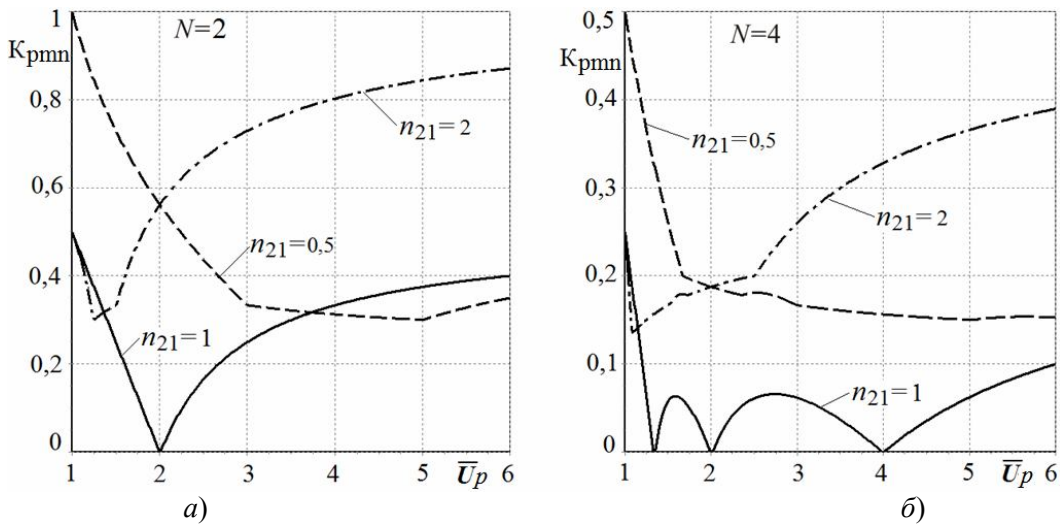 1
N=2
Kpmn
0,8
n21=2
0,6
n21=0,5
0,4
n21=1
0,2
0
1 2 3 4 5 6
Ūp
а)
0,5
N=4
Kpmn
0,4
n21=0,5
0,3
n21=2
0,2
0,1
n21=1
0
1 2 3 4 5 6
Ūp
б)